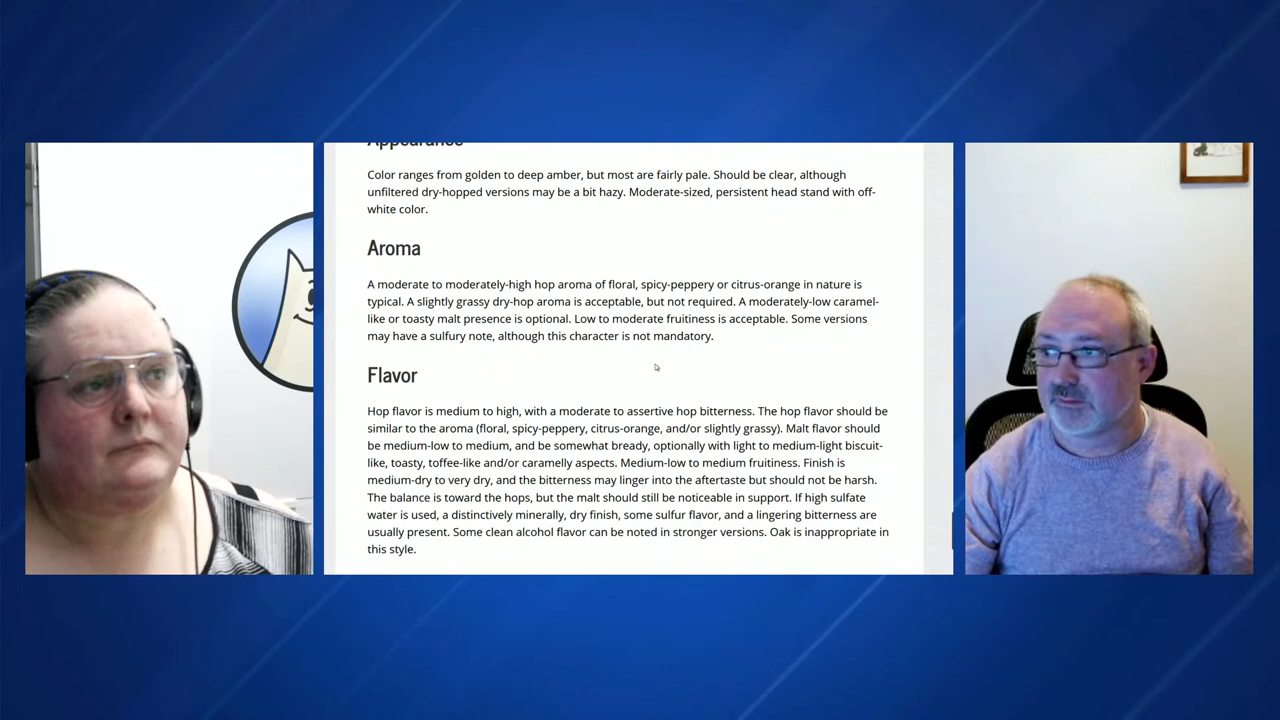 Appearance
Color ranges from golden to deep amber, but most are fairly pale. Should be clear, although
unfiltered dry-hopped versions may be a bit hazy. Moderate-sized, persistent head stand with off-
white color.
Aroma
A moderate to moderately-high hop aroma of floral, spicy-peppery or citrus-orange in nature is
typical. A slightly grassy dry-hop aroma is acceptable, but not required. A moderately-low caramel-
like or toasty malt presence is optional. Low to moderate fruitiness is acceptable. Some versions
may have a sulfury note, although this character is not mandatory.
Flavor
Hop flavor is medium to high, with a moderate to assertive hop bitterness. The hop flavor should be
similar to the aroma (floral, spicy-peppery, citrus-orange, and/or slightly grassy). Malt flavor should
be medium-low to medium, and be somewhat bready, optionally with light to medium-light biscuit-
like, toasty, toffee-like and/or caramelly aspects. Medium-low to medium fruitiness. Finish is
medium-dry to very dry, and the bitterness may linger into the aftertaste but should not be harsh.
The balance is toward the hops, but the malt should still be noticeable in support. If high sulfate
water is used, a distinctively minerally, dry finish, some sulfur flavor, and a lingering bitterness are
usually present. Some clean alcohol flavor can be noted in stronger versions. Oak is inappropriate in
this style.